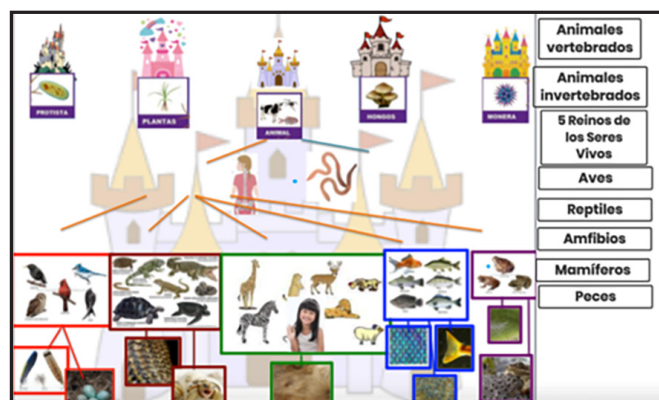 PROTISTA
PLANTAS
ANIMAL
HONGOS
MONERA
Animales
vertebrados
Animales
invertebrados
5 Reinos de
los Seres
Vivos
Aves
Reptiles
Amfibios
Mamíferos
Peces